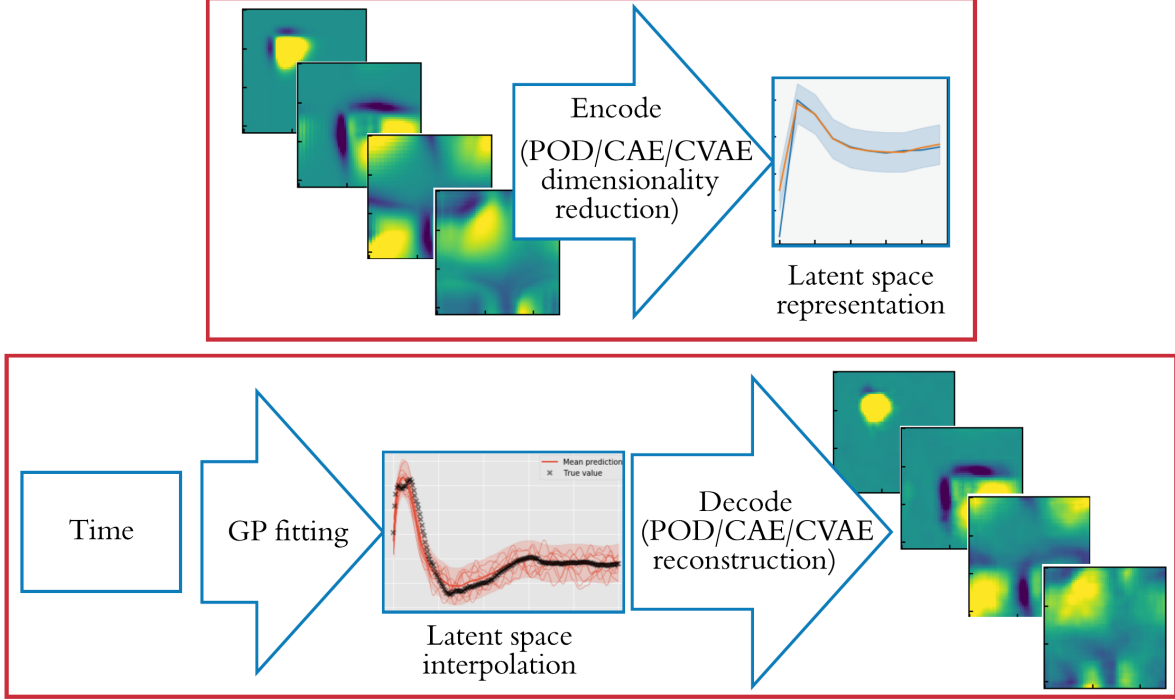 Encode
(POD/CAE/CVAE
dimensionality
reduction)
Latent space
representation
Time
GP fitting
Mean prediction
True value
Latent space
interpolation
Decode
(POD/CAE/CVAE
reconstruction)